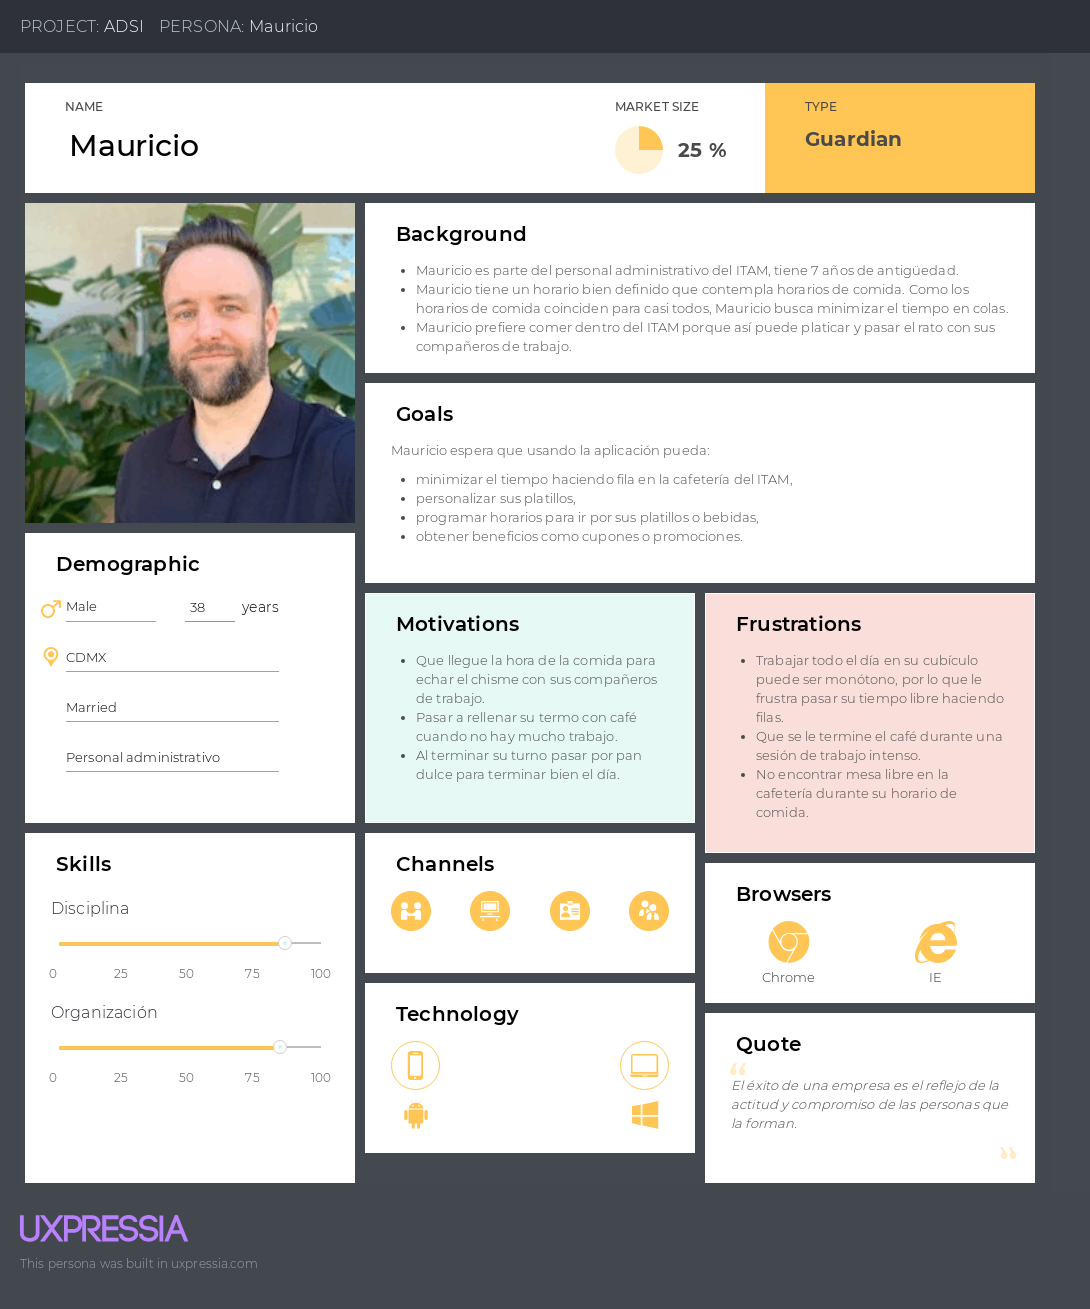 PROJECT: ADSI PERSONA: Mauricio
NAME
Mauricio
MARKET SIZE
25 %
TYPE
Guardian
Background
Mauricio es parte del personal administrativo del ITAM, tiene 7 años de antigüedad.
Mauricio tiene un horario bien definido que contempla horarios de comida. Como los
horarios de comida coinciden para casi todos, Mauricio busca minimizar el tiempo en colas.
Mauricio prefiere comer dentro del ITAM porque así puede platicar y pasar el rato con sus
compañeros de trabajo.
Goals
Mauricio espera que usando la aplicación pueda:
minimizar el tiempo haciendo fila en la cafetería del ITAM,
personalizar sus platillos,
programar horarios para ir por sus platillos o bebidas,
obtener beneficios como cupones o promociones.
Demographic
Male 38 years
CDMX
Married
Personal administrativo
Motivations
Que llegue la hora de la comida para
echar el chisme con sus compañeros
de trabajo.
Pasar a rellenar su termo con café
cuando no hay mucho trabajo.
Al terminar su turno pasar por pan
dulce para terminar bien el día.
Frustrations
Trabajar todo el día en su cubículo
puede ser monótono, por lo que le
frustra pasar su tiempo libre haciendo
filas.
Que se le termine el café durante una
sesión de trabajo intenso.
No encontrar mesa libre en la
cafetería durante su horario de
comida.
Skills
Disciplina
0 25 50 75 100
Organización
0 25 50 75 100
Channels
Technology
Browsers
Chrome IE
Quote
“
El éxito de una empresa es el reflejo de la
actitud y compromiso de las personas que
la forman.
”
UXPRESSIA
This persona was built in uxpressia.com